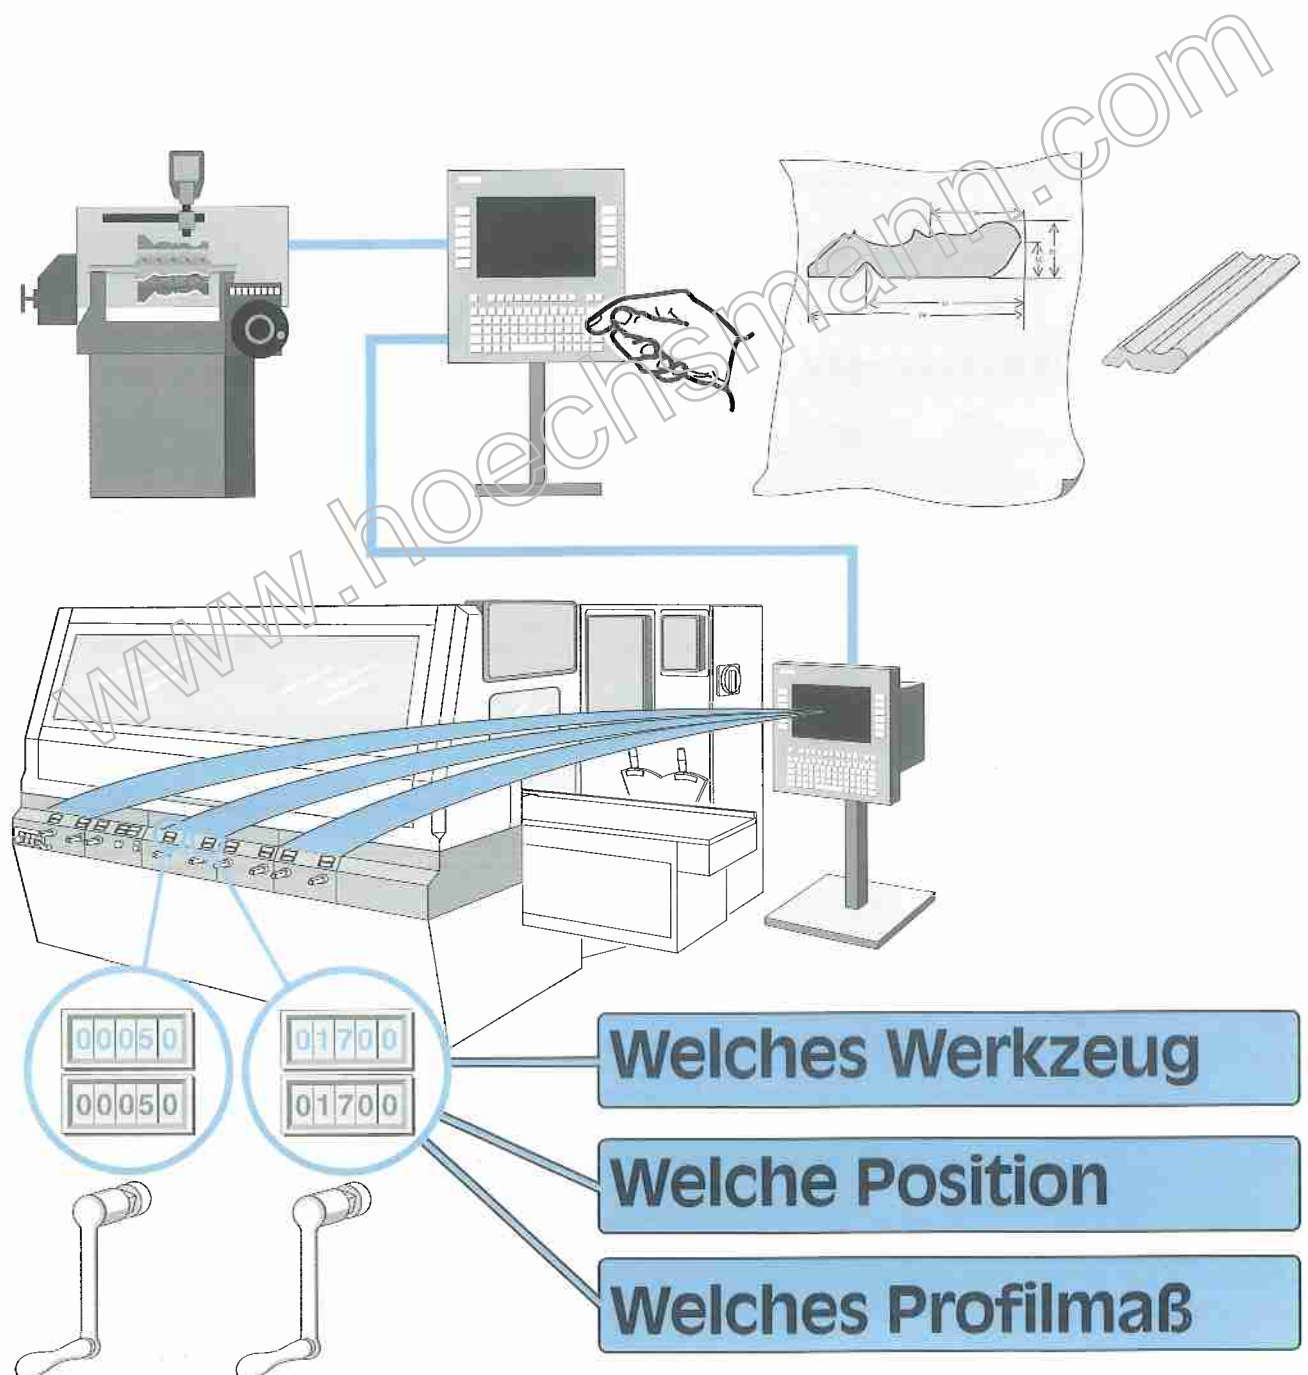 www.hoechsmann.com
00050
01700
00050
01700
Welches Werkzeug
Welche Position
Welches Profilmaß